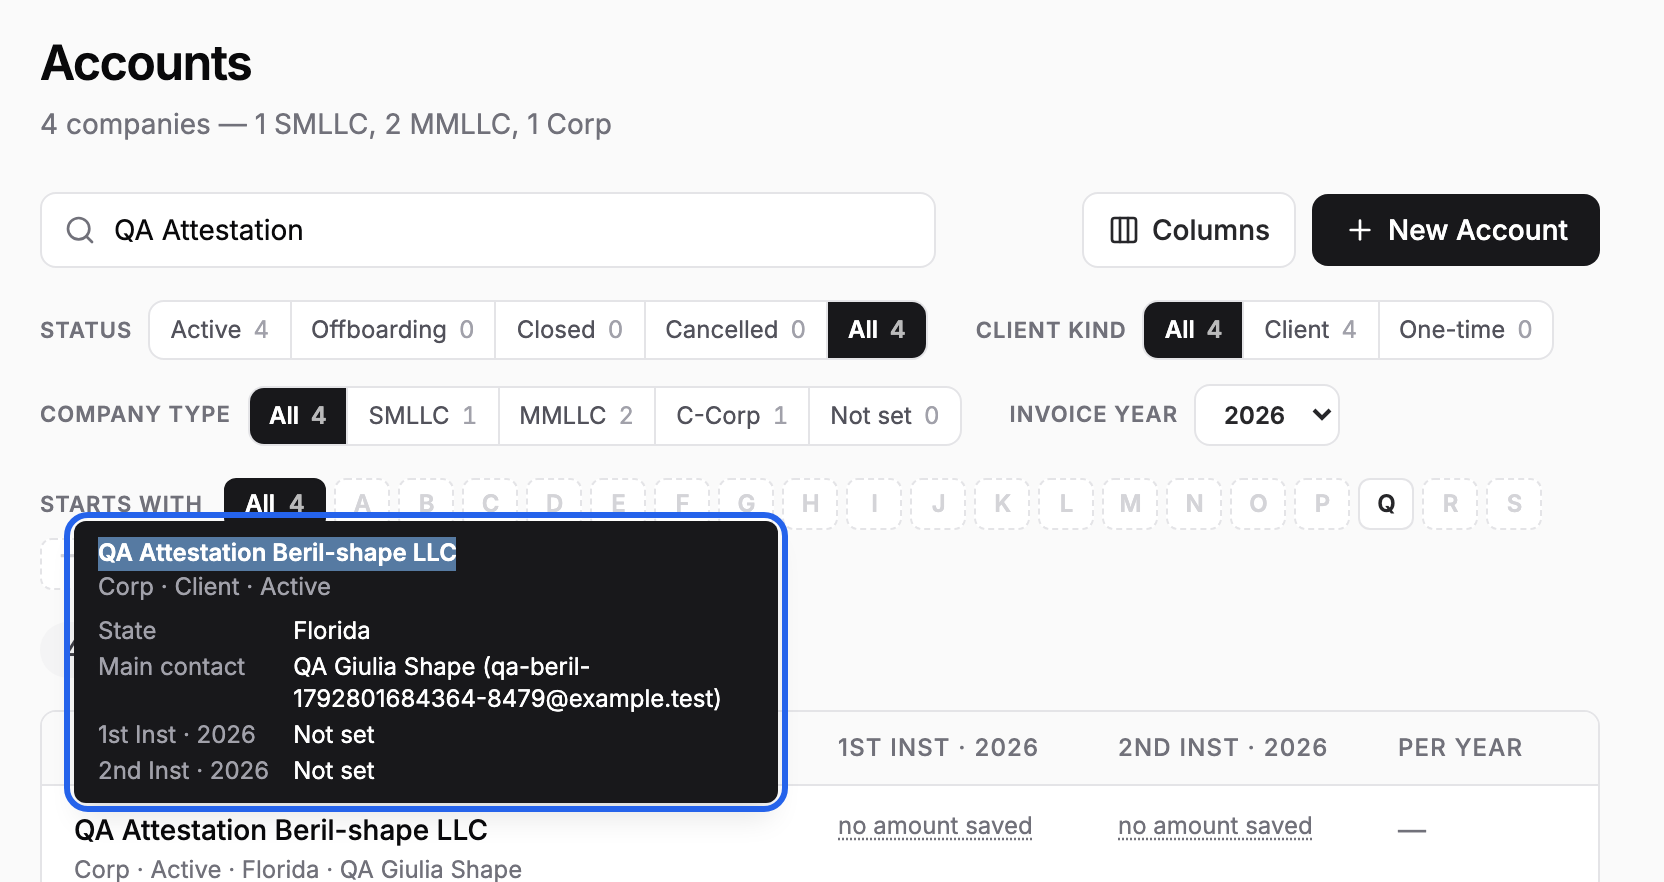 Accounts
4 companies — 1 SMLLC, 2 MMLLC, 1 Corp
QA Attestation
Columns
+ New Account
STATUS Active 4 Offboarding 0 Closed 0 Cancelled 0 All 4 CLIENT KIND All 4 Client 4 One-time 0
COMPANY TYPE All 4 SMLLC 1 MMLLC 2 C-Corp 1 Not set 0 INVOICE YEAR 2026
STARTS WITH All 4 A B C D E F G H I J K L M N O P Q R S
QA Attestation Beril-shape LLC
Corp · Client · Active
State Florida
Main contact QA Giulia Shape (qa-beril-
1792801684364-8479@example.test)
1st Inst · 2026 Not set
2nd Inst · 2026 Not set
1ST INST · 2026 2ND INST · 2026 PER YEAR
QA Attestation Beril-shape LLC no amount saved no amount saved —
Corp · Active · Florida · QA Giulia Shape